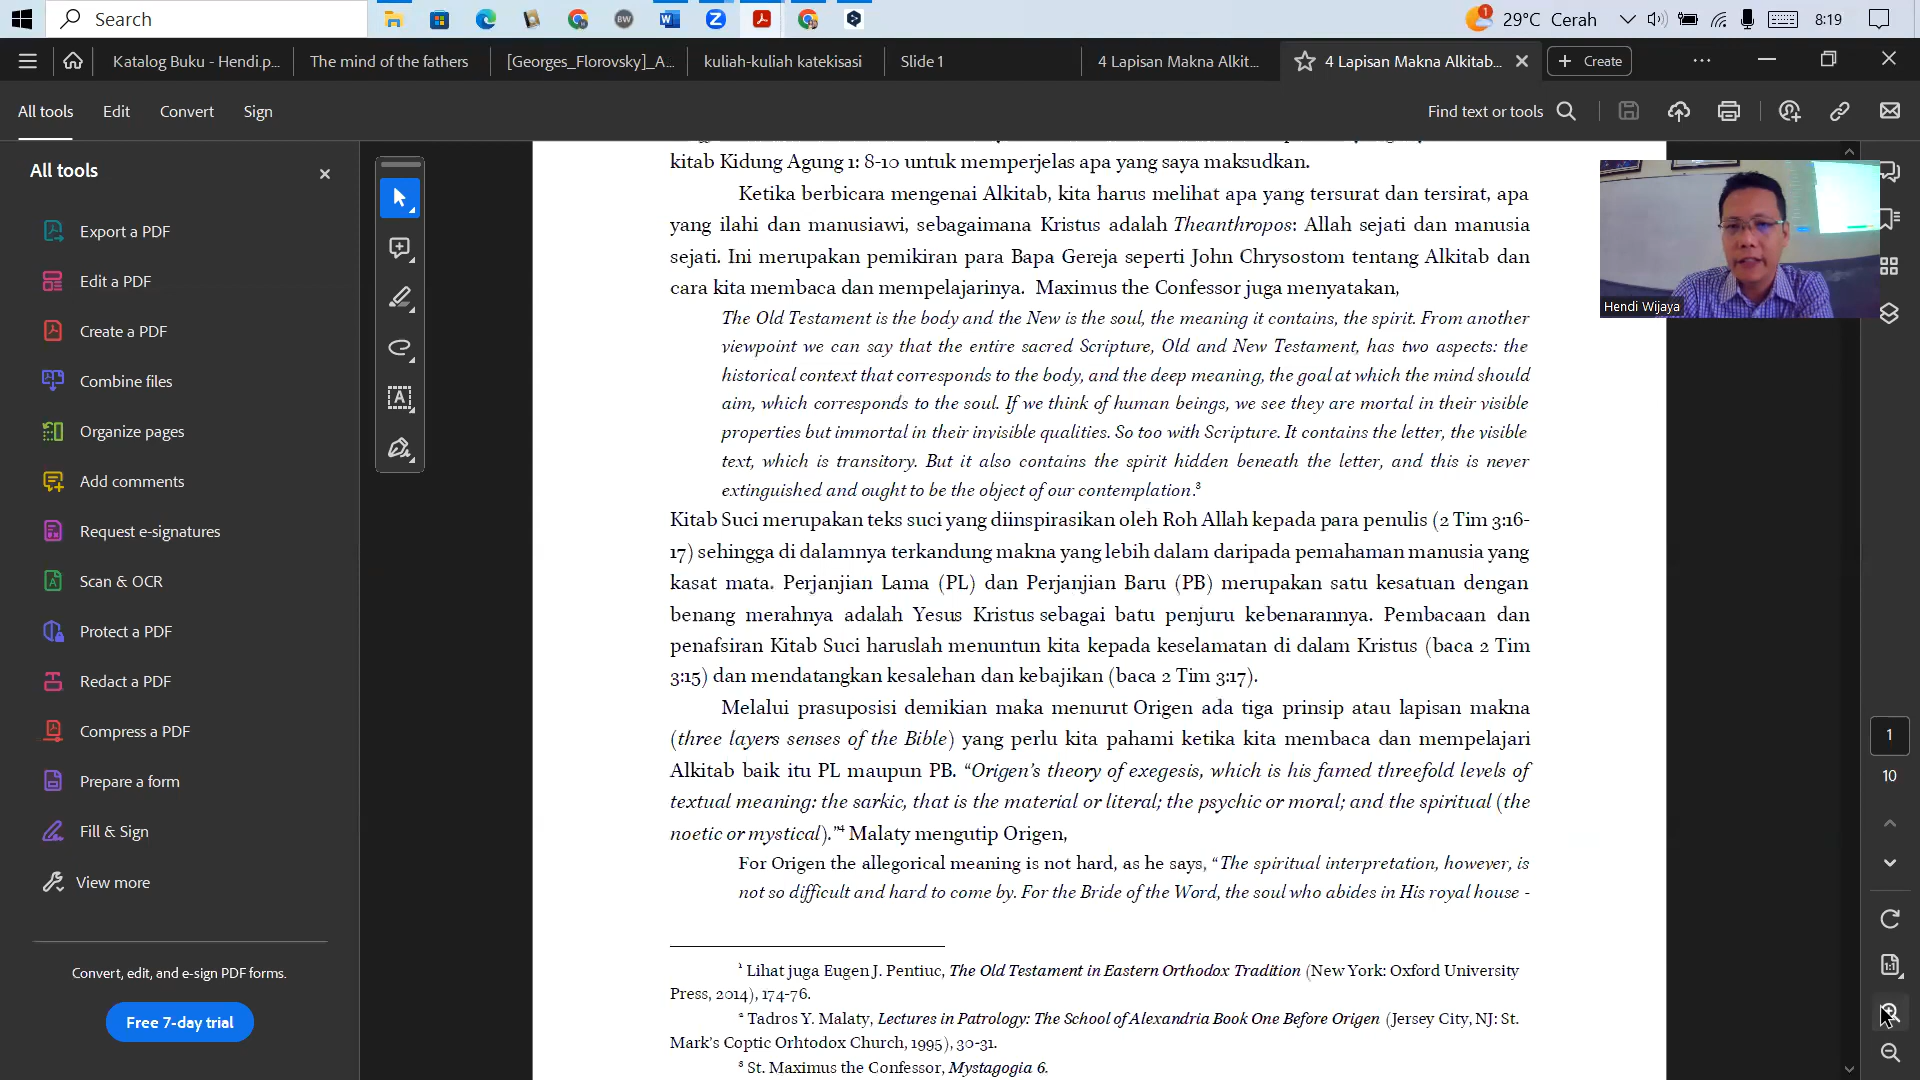 Search
BW
1
29°C Cerah
8:19
Katalog Buku - Hendi.p...
The mind of the fathers
[Georges_Florovsky]_A...
kuliah-kuliah katekisasi
Slide 1
4 Lapisan Makna Alkit...
4 Lapisan Makna Alkitab...
Create
All tools
Edit
Convert
Sign
Find text or tools
All tools
Export a PDF
Edit a PDF
Create a PDF
Combine files
Organize pages
Add comments
Request e-signatures
Scan & OCR
Protect a PDF
Redact a PDF
Compress a PDF
Prepare a form
Fill & Sign
View more
Convert, edit, and e-sign PDF forms.
Free 7-day trial
kitab Kidung Agung 1: 8-10 untuk memperjelas apa yang saya maksudkan.
Ketika berbicara mengenai Alkitab, kita harus melihat apa yang tersurat dan tersirat, apa
yang ilahi dan manusiawi, sebagaimana Kristus adalah Theanthropos: Allah sejati dan manusia
sejati. Ini merupakan pemikiran para Bapa Gereja seperti John Chrysostom tentang Alkitab dan
cara kita membaca dan mempelajarinya. Maximus the Confessor juga menyatakan,
The Old Testament is the body and the New is the soul, the meaning it contains, the spirit. From another
viewpoint we can say that the entire sacred Scripture, Old and New Testament, has two aspects: the
historical context that corresponds to the body, and the deep meaning, the goal at which the mind should
aim, which corresponds to the soul. If we think of human beings, we see they are mortal in their visible
properties but immortal in their invisible qualities. So too with Scripture. It contains the letter, the visible
text, which is transitory. But it also contains the spirit hidden beneath the letter, and this is never
extinguished and ought to be the object of our contemplation.³
Kitab Suci merupakan teks suci yang diinspirasikan oleh Roh Allah kepada para penulis (2 Tim 3:16-
17) sehingga di dalamnya terkandung makna yang lebih dalam daripada pemahaman manusia yang
kasat mata. Perjanjian Lama (PL) dan Perjanjian Baru (PB) merupakan satu kesatuan dengan
benang merahnya adalah Yesus Kristus sebagai batu penjuru kebenarannya. Pembacaan dan
penafsiran Kitab Suci haruslah menuntun kita kepada keselamatan di dalam Kristus (baca 2 Tim
3:15) dan mendatangkan kesalehan dan kebajikan (baca 2 Tim 3:17).
Melalui prasuposisi demikian maka menurut Origen ada tiga prinsip atau lapisan makna
(three layers senses of the Bible) yang perlu kita pahami ketika kita membaca dan mempelajari
Alkitab baik itu PL maupun PB. “Origen’s theory of exegesis, which is his famed threefold levels of
textual meaning: the sarkic, that is the material or literal; the psychic or moral; and the spiritual (the
noetic or mystical).”⁴ Malaty mengutip Origen,
For Origen the allegorical meaning is not hard, as he says, “The spiritual interpretation, however, is
not so difficult and hard to come by. For the Bride of the Word, the soul who abides in His royal house -
¹ Lihat juga Eugen J. Pentiuc, The Old Testament in Eastern Orthodox Tradition (New York: Oxford University
Press, 2014), 174-76.
² Tadros Y. Malaty, Lectures in Patrology: The School of Alexandria Book One Before Origen (Jersey City, NJ: St.
Mark’s Coptic Orhtodox Church, 1995), 30-31.
³ St. Maximus the Confessor, Mystagogia 6.
Hendi Wijaya
1
10
1:1